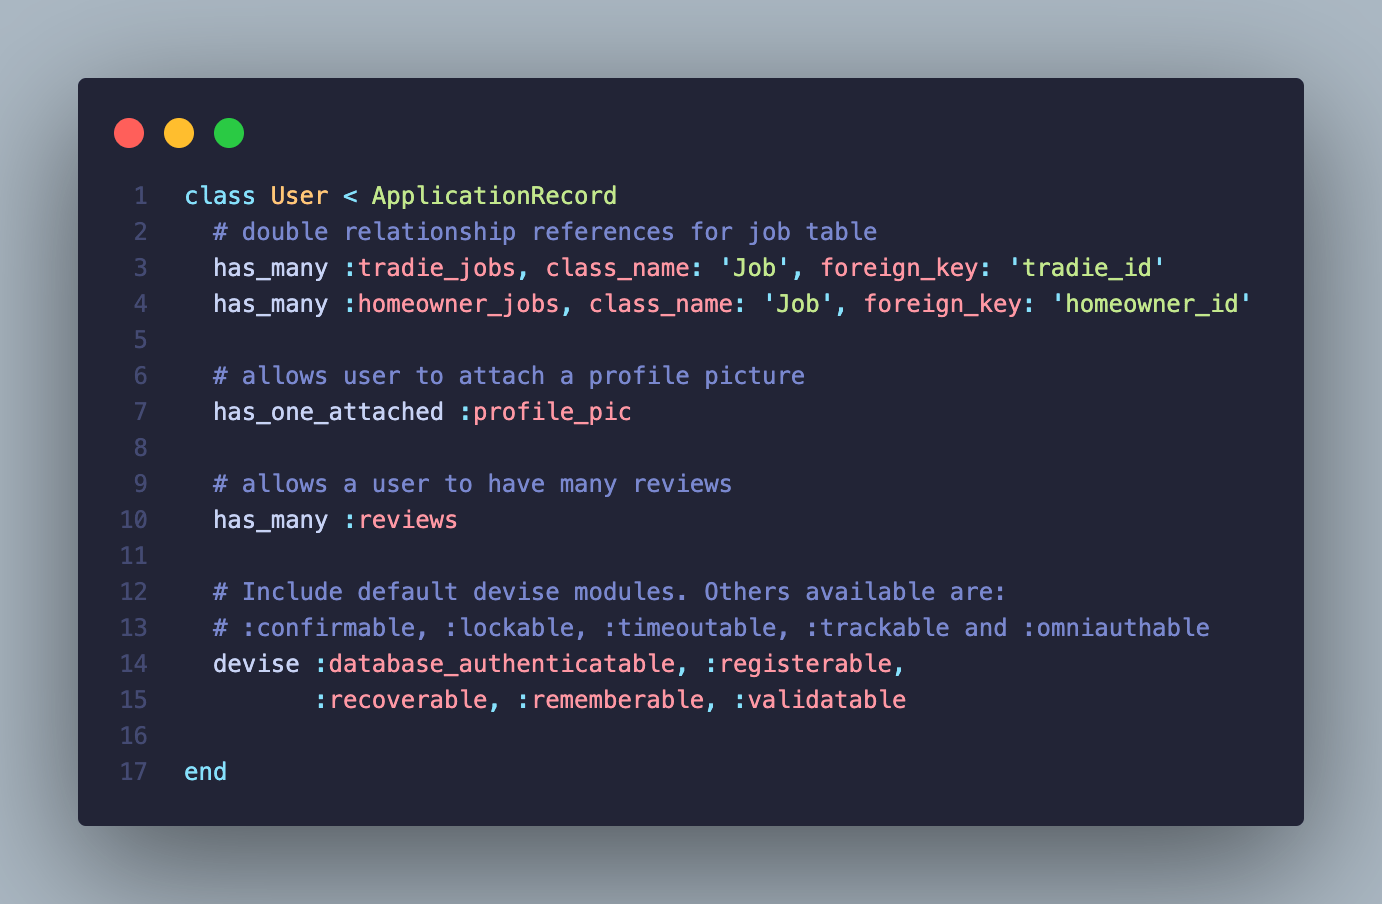 1 class User < ApplicationRecord
2 # double relationship references for job table
3 has_many :tradie_jobs, class_name: 'Job', foreign_key: 'tradie_id'
4 has_many :homeowner_jobs, class_name: 'Job', foreign_key: 'homeowner_id'
5
6 # allows user to attach a profile picture
7 has_one_attached :profile_pic
8
9 # allows a user to have many reviews
10 has_many :reviews
11
12 # Include default devise modules. Others available are:
13 # :confirmable, :lockable, :timeoutable, :trackable and :omniauthable
14 devise :database_authenticatable, :registerable,
15 :recoverable, :rememberable, :validatable
16
17 end